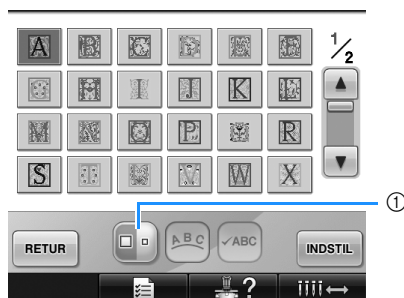 A B C D E F 1/2
G H I J K L
M N O P Q R
S T U V W X
①
RETUR ABC ✓ABC INDSTIL
?